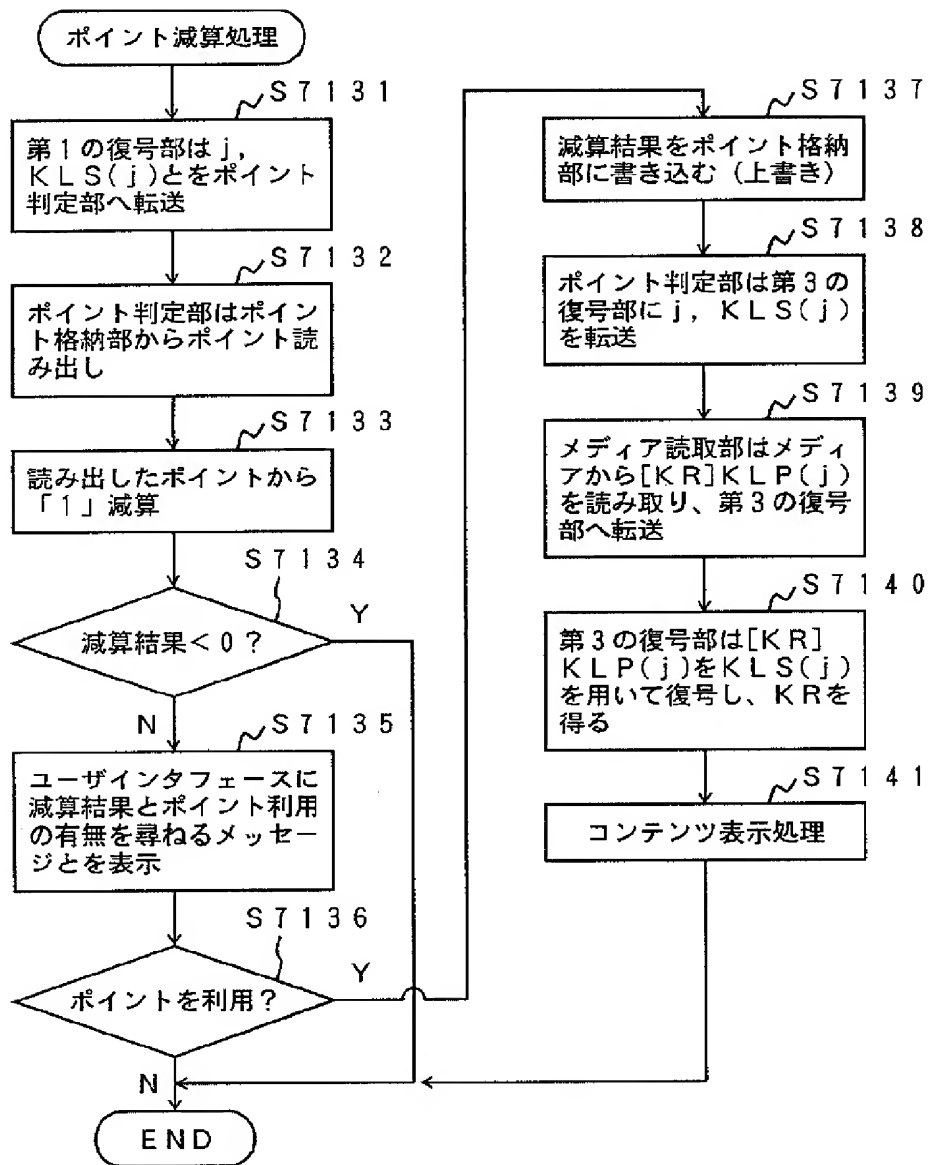 ポイント減算処理
S7131
第1の復号部はj,
KLS(j)とをポイント
判定部へ転送
S7132
ポイント判定部はポイン
ト格納部からポイント読
み出し
S7133
読み出したポイントから
「1」減算
S7134
減算結果<0?
Y
N
S7135
ユーザインタフェースに
減算結果とポイント利用
の有無を尋ねるメッセー
ジとを表示
S7136
ポイントを利用?
Y
N
END
S7137
減算結果をポイント格納
部に書き込む(上書き)
S7138
ポイント判定部は第3の
復号部にj,KLS(j)
を転送
S7139
メディア読取部はメディ
アから[KR]KLP(j)
を読み取り、第3の復号
部へ転送
S7140
第3の復号部は[KR]
KLP(j)をKLS(j)
を用いて復号し、KRを
得る
S7141
コンテンツ表示処理